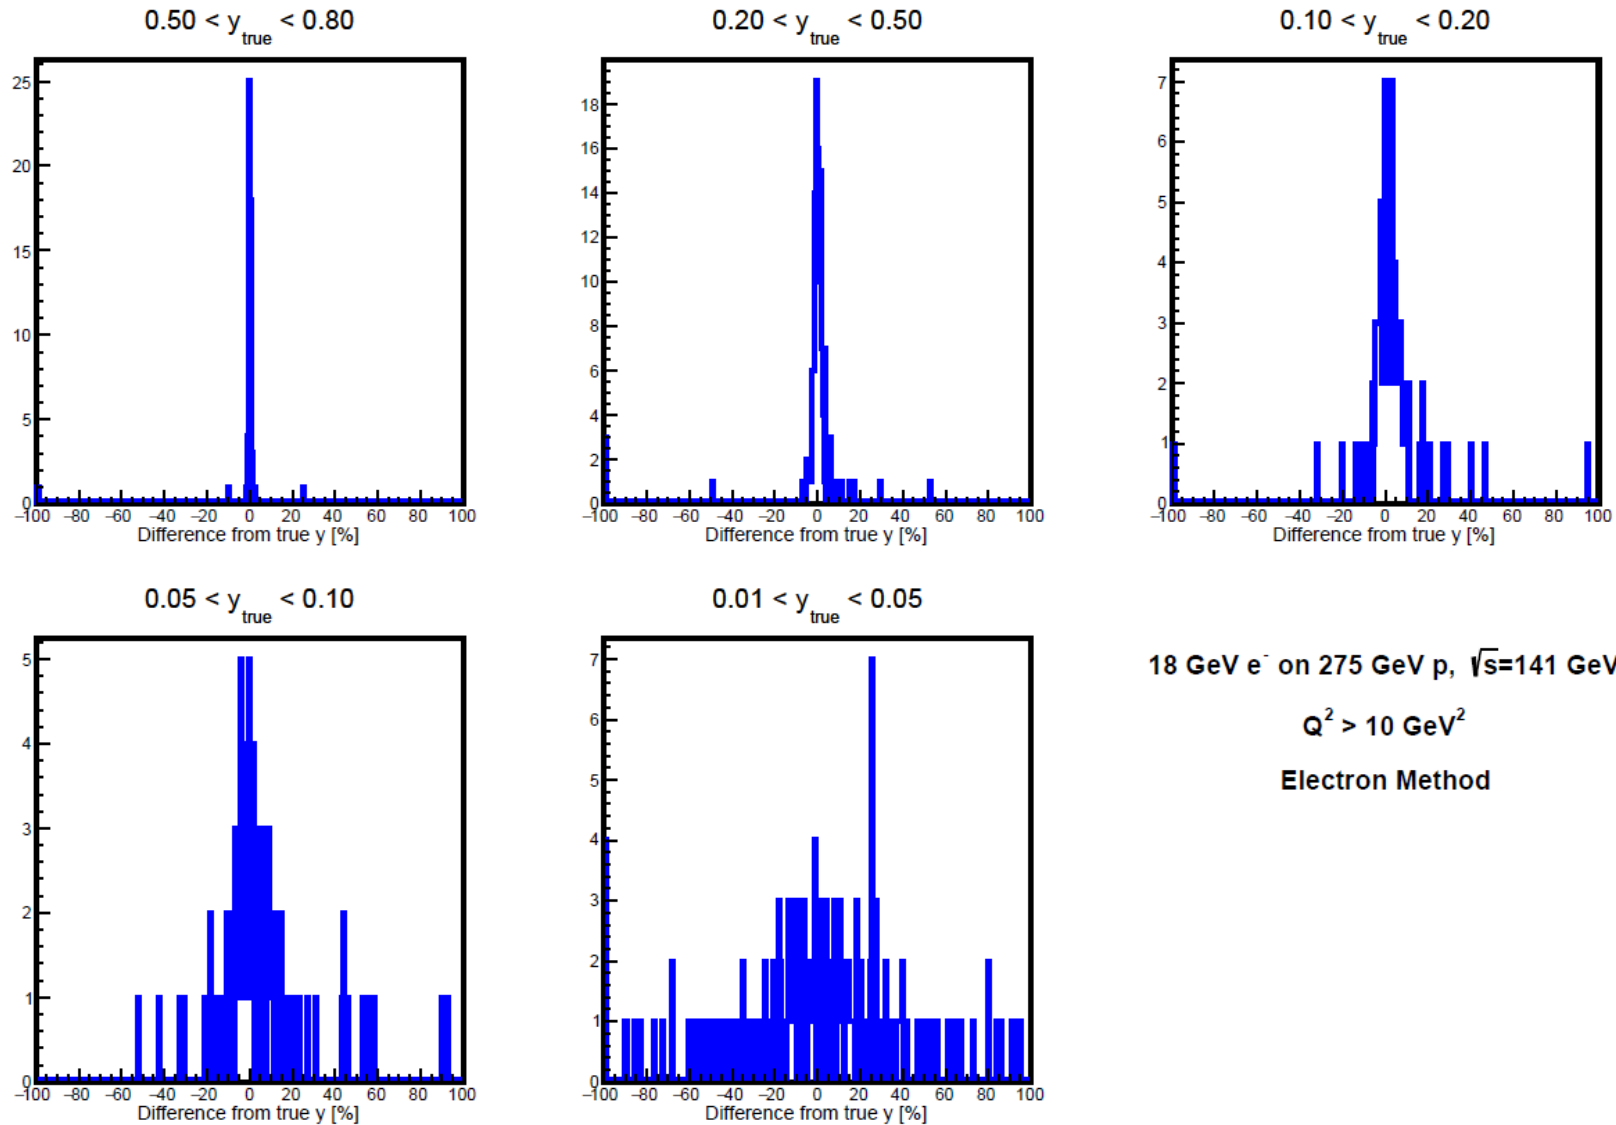 0.50 < y_true < 0.80
25
20
15
10
5
0
−100 −80 −60 −40 −20 0 20 40 60 80 100
Difference from true y [%]
0.20 < y_true < 0.50
18
16
14
12
10
8
6
4
2
0
−100 −80 −60 −40 −20 0 20 40 60 80 100
Difference from true y [%]
0.10 < y_true < 0.20
7
6
5
4
3
2
1
0
−100 −80 −60 −40 −20 0 20 40 60 80 100
Difference from true y [%]
0.05 < y_true < 0.10
5
4
3
2
1
0
−100 −80 −60 −40 −20 0 20 40 60 80 100
Difference from true y [%]
0.01 < y_true < 0.05
7
6
5
4
3
2
1
0
−100 −80 −60 −40 −20 0 20 40 60 80 100
Difference from true y [%]
18 GeV e⁻ on 275 GeV p, √s=141 GeV
Q² > 10 GeV²
Electron Method